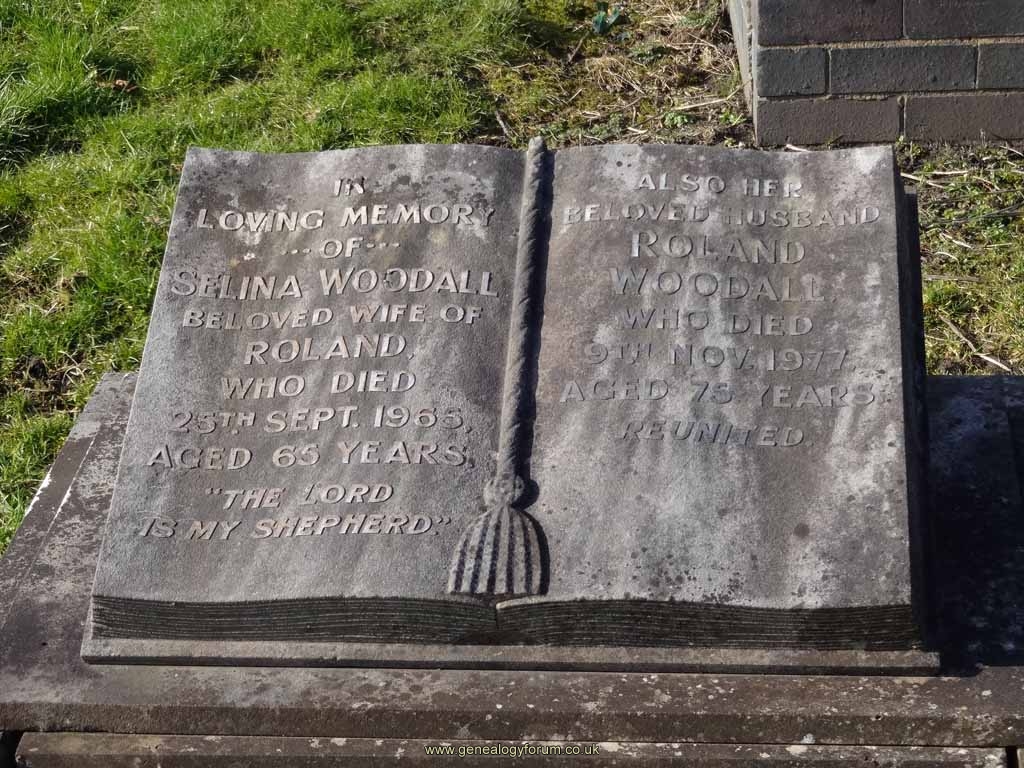 IN
LOVING MEMORY
OF
SELINA WOODALL
BELOVED WIFE OF
ROLAND,
WHO DIED
25TH SEPT. 1965,
AGED 65 YEARS.
"THE LORD
IS MY SHEPHERD."
ALSO HER
BELOVED HUSBAND
ROLAND
WOODALL,
WHO DIED
9TH NOV. 1977,
AGED 75 YEARS.
REUNITED.
www.genealogyforum.co.uk